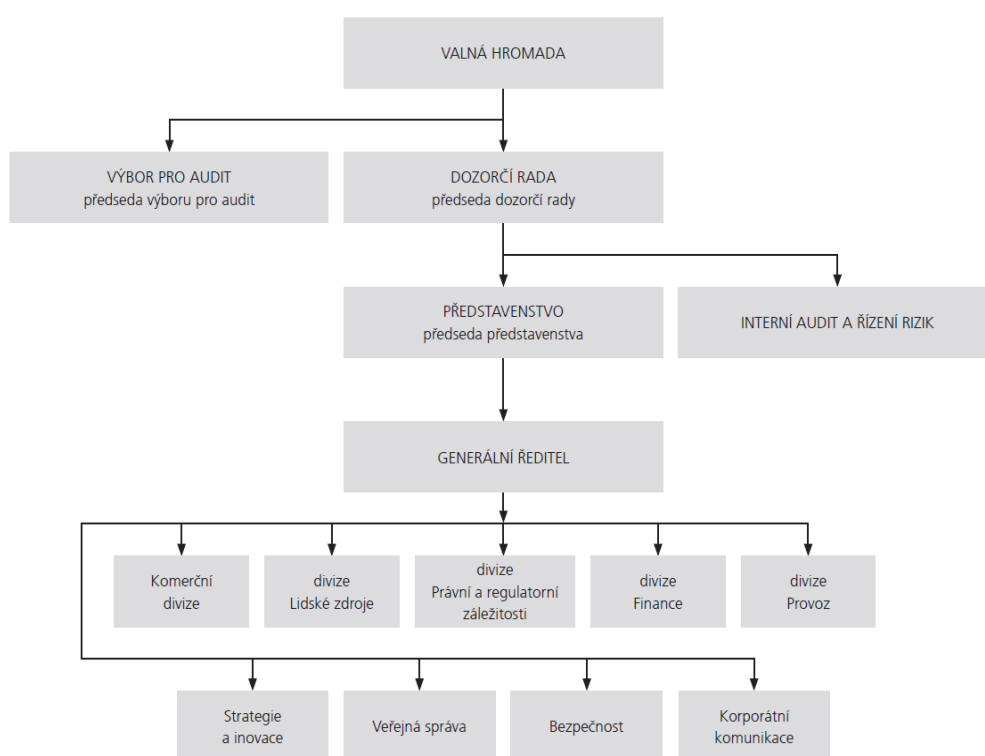 VALNÁ HROMADA
VÝBOR PRO AUDIT
předseda výboru pro audit
DOZORČÍ RADA
předseda dozorčí rady
PŘEDSTAVENSTVO
předseda představenstva
INTERNÍ AUDIT A ŘÍZENÍ RIZIK
GENERÁLNÍ ŘEDITEL
Komerční
divize
divize
Lidské zdroje
divize
Právní a regulatorní
záležitosti
divize
Finance
divize
Provoz
Strategie
a inovace
Veřejná správa
Bezpečnost
Korporátní
komunikace